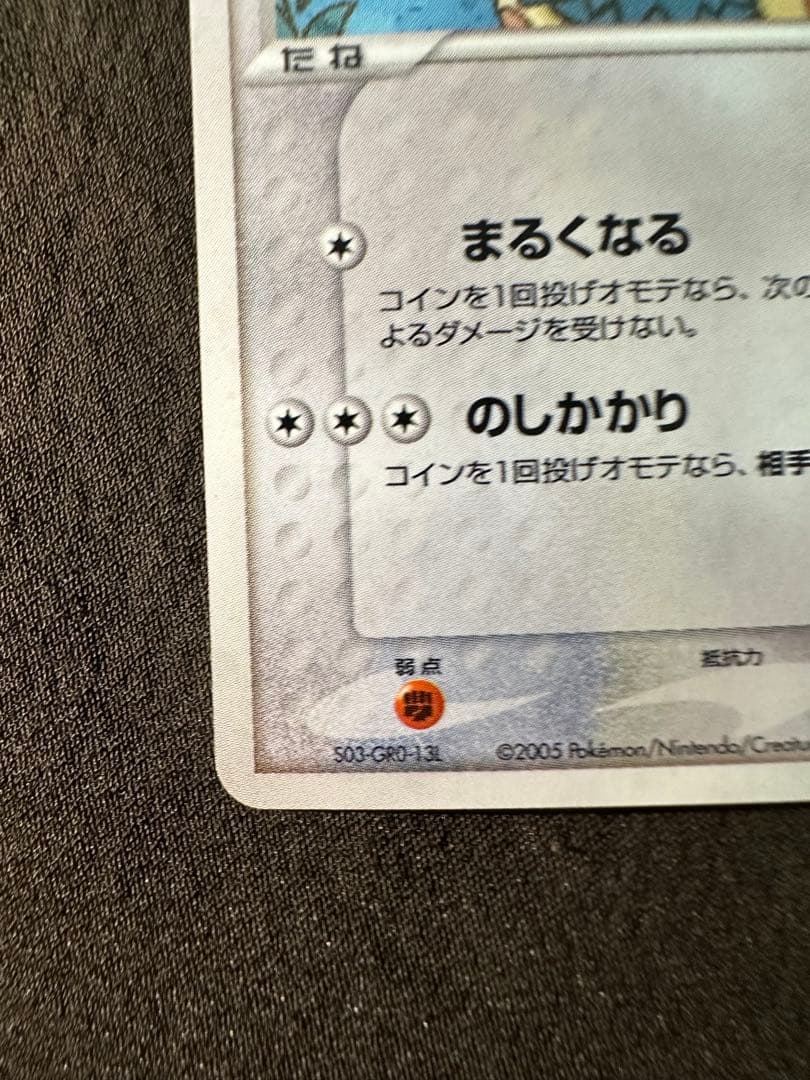 たね
まるくなる
コインを1回投げオモテなら、次の
よるダメージを受けない。
のしかかり
コインを1回投げオモテなら、相手
弱点
抵抗力
S03-GR0-13L
©2005 Pokémon/Nintendo/Creatu